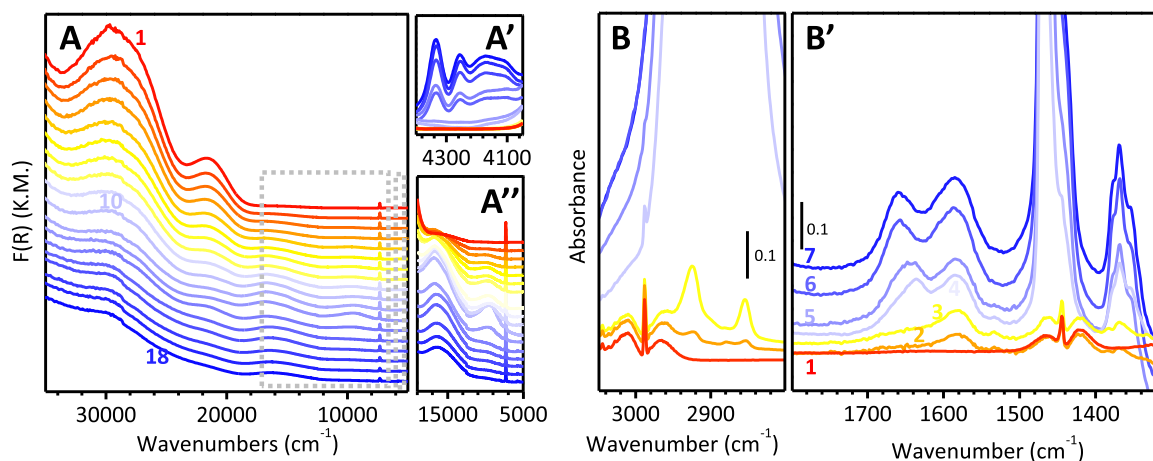 A
1
10
18
F(R) (K.M.)
30000 20000 10000
Wavenumbers (cm-1)
A’
4300 4100
A’’
15000 5000
B
Absorbance
0.1
3000 2900
Wavenumber (cm-1)
B’
0.1
7
6
5
4
3
2
1
1700 1600 1500 1400
Wavenumber (cm-1)